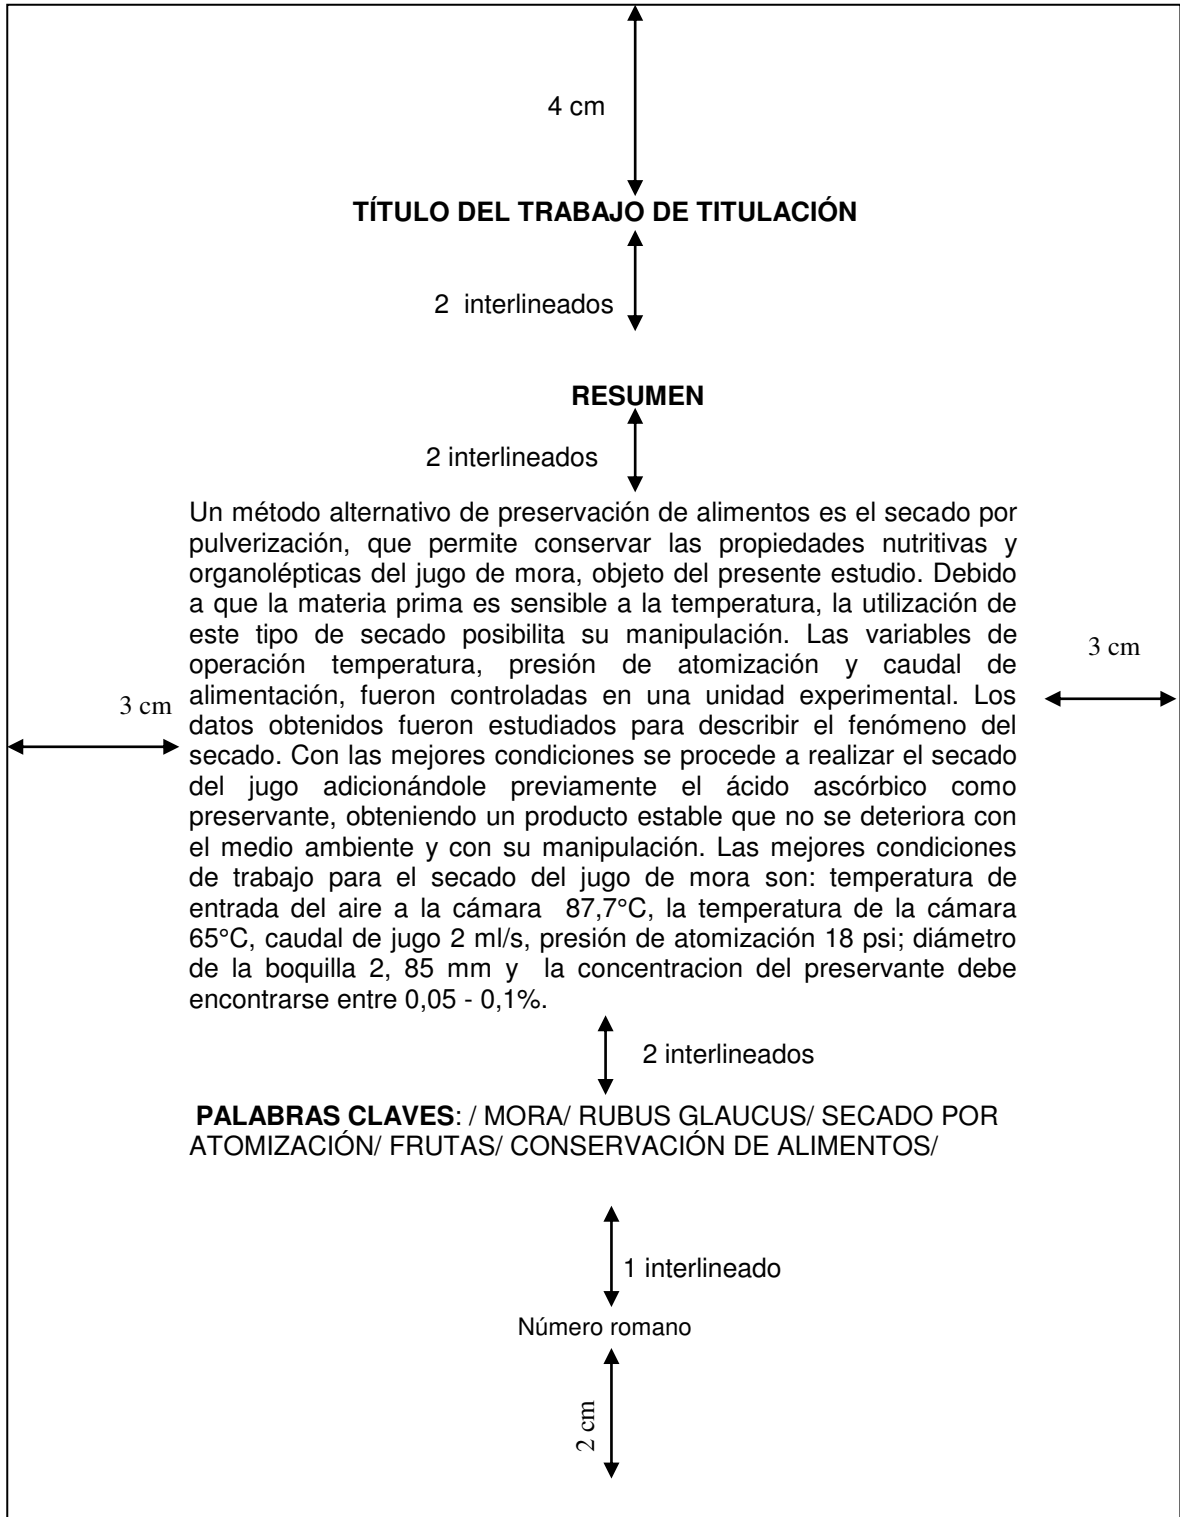 4 cm
TÍTULO DEL TRABAJO DE TITULACIÓN
2 interlineados
RESUMEN
2 interlineados
Un método alternativo de preservación de alimentos es el secado por
pulverización, que permite conservar las propiedades nutritivas y
organolépticas del jugo de mora, objeto del presente estudio. Debido
a que la materia prima es sensible a la temperatura, la utilización de
este tipo de secado posibilita su manipulación. Las variables de
operación temperatura, presión de atomización y caudal de
alimentación, fueron controladas en una unidad experimental. Los
datos obtenidos fueron estudiados para describir el fenómeno del
secado. Con las mejores condiciones se procede a realizar el secado
del jugo adicionándole previamente el ácido ascórbico como
preservante, obteniendo un producto estable que no se deteriora con
el medio ambiente y con su manipulación. Las mejores condiciones
de trabajo para el secado del jugo de mora son: temperatura de
entrada del aire a la cámara 87,7°C, la temperatura de la cámara
65°C, caudal de jugo 2 ml/s, presión de atomización 18 psi; diámetro
de la boquilla 2, 85 mm y la concentracion del preservante debe
encontrarse entre 0,05 - 0,1%.
3 cm
3 cm
2 interlineados
PALABRAS CLAVES: / MORA/ RUBUS GLAUCUS/ SECADO POR
ATOMIZACIÓN/ FRUTAS/ CONSERVACIÓN DE ALIMENTOS/
1 interlineado
Número romano
2 cm